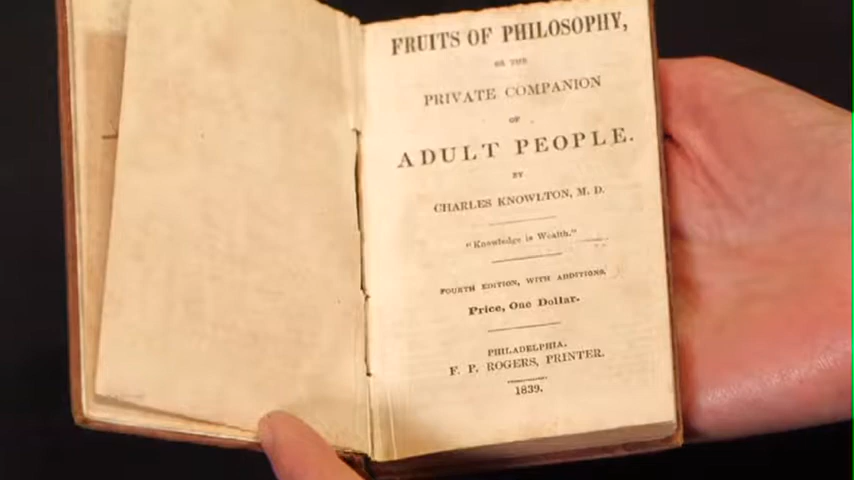 FRUITS OF PHILOSOPHY,
OR THE
PRIVATE COMPANION
OF
ADULT PEOPLE.
BY
CHARLES KNOWLTON, M. D.
"Knowledge is Wealth."
FOURTH EDITION, WITH ADDITIONS.
Price, One Dollar.
PHILADELPHIA.
F. P. ROGERS, PRINTER.
1839.